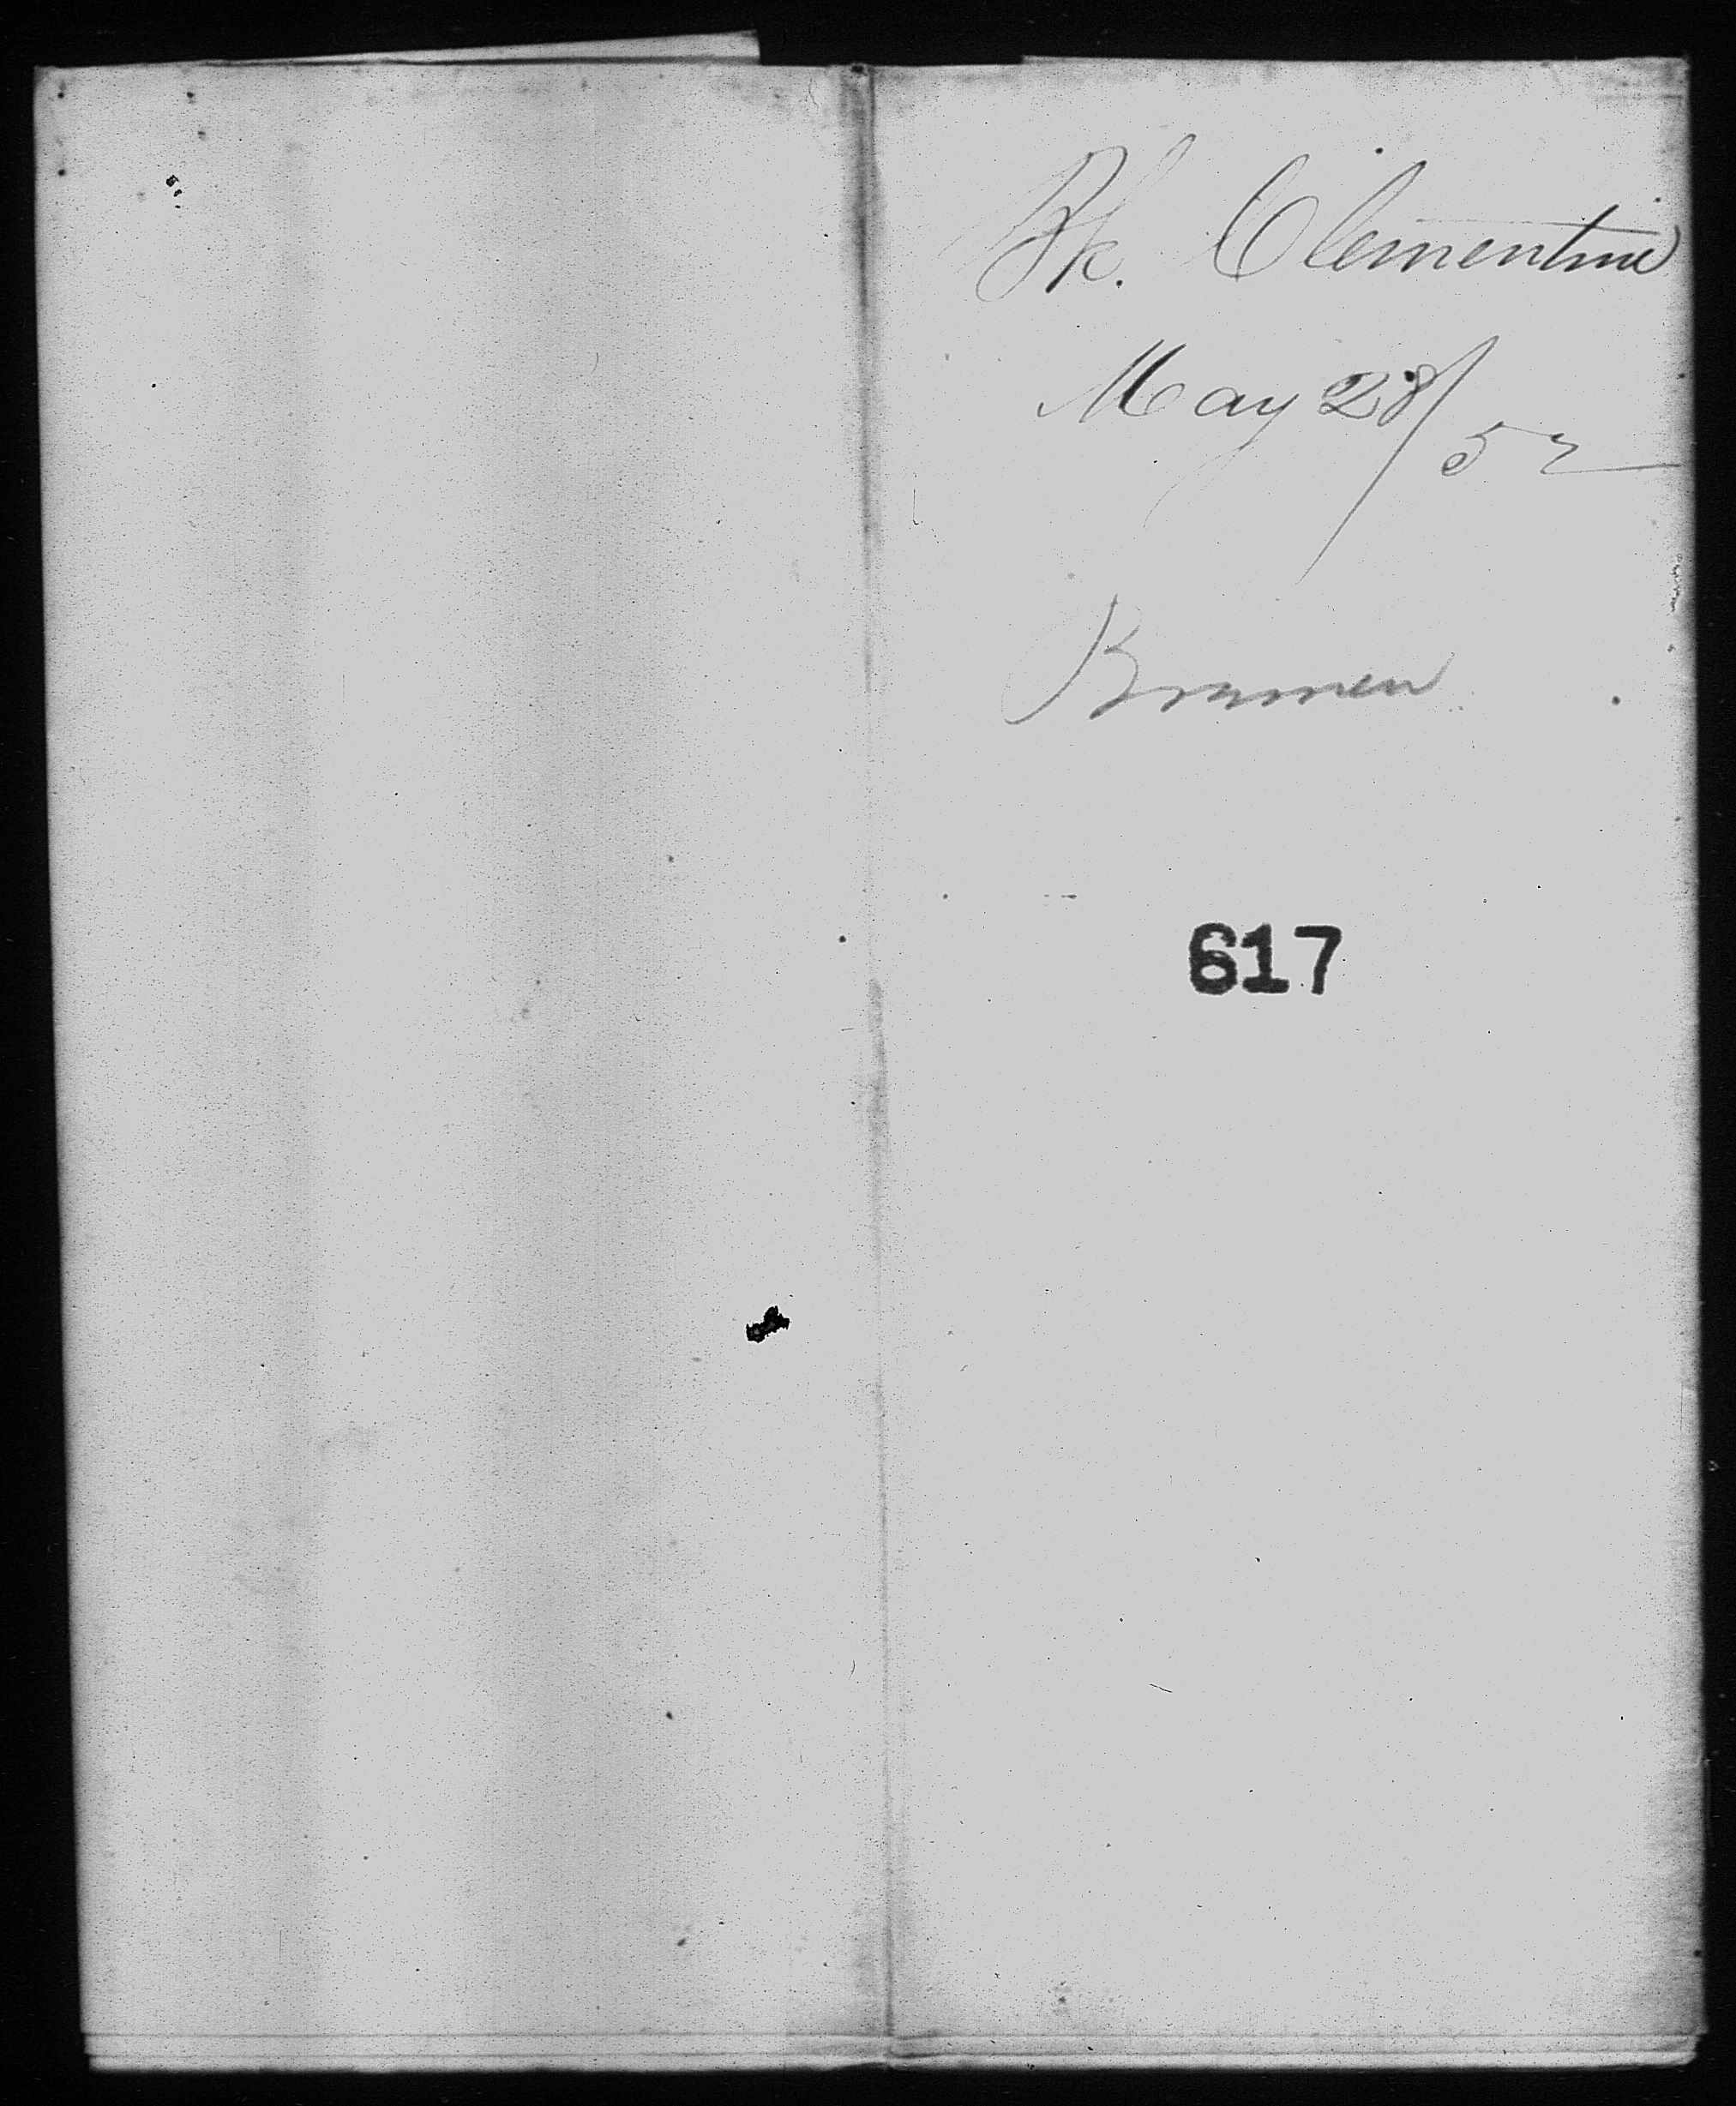 Bk. Clementine
May 28/52
Bremen
617